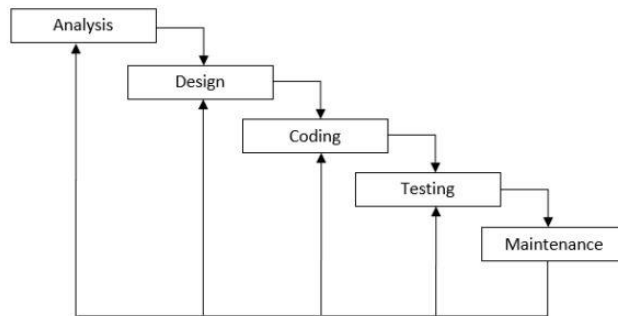 Analysis
Design
Coding
Testing
Maintenance